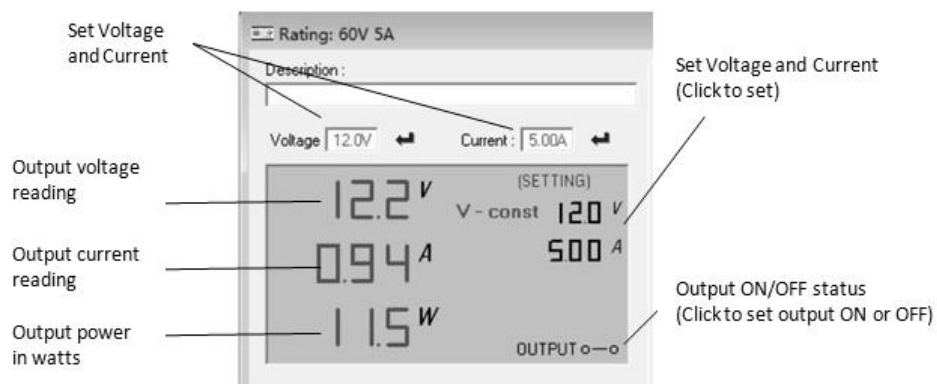 Set Voltage
and Current
Rating: 60V 5A
Description :
Set Voltage and Current
(Click to set)
Voltage 12.0V Current : 5.00A
Output voltage
reading
12.2 V
(SETTING)
V - const 12.0 V
5.00 A
Output current
reading
0.94 A
Output ON/OFF status
(Click to set output ON or OFF)
Output power
in watts
11.5 W
OUTPUT